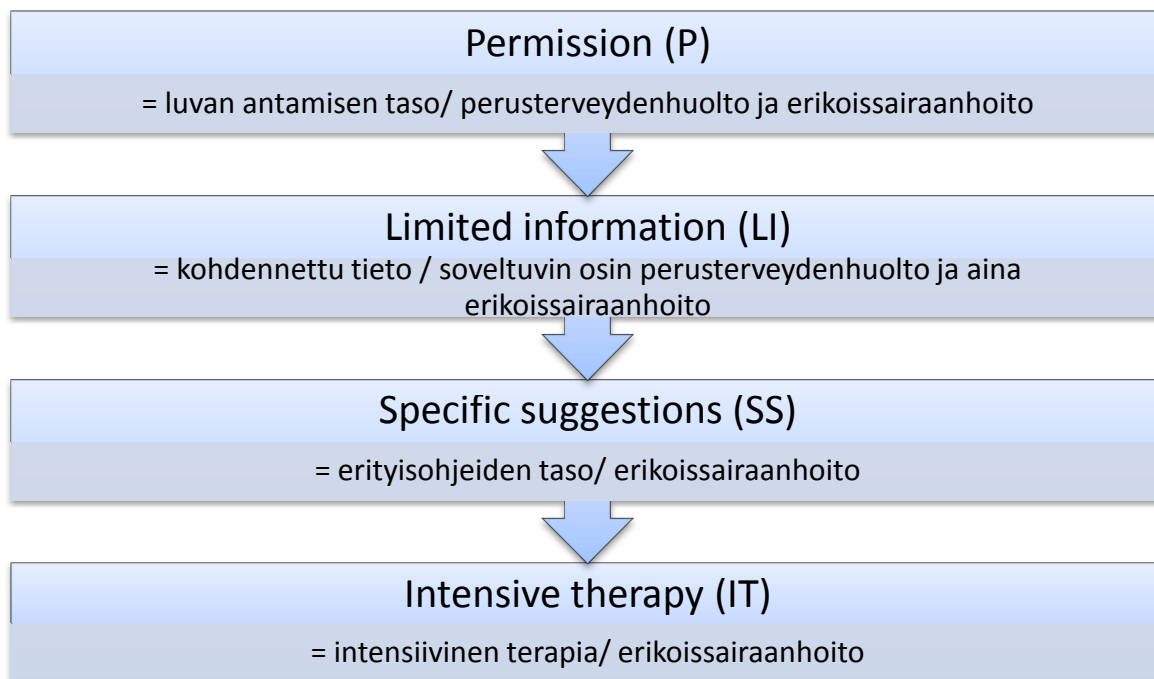 Permission (P)
= luvan antamisen taso/ perusterveydenhuolto ja erikoissairaanhoito
Limited information (LI)
= kohdennettu tieto / soveltuvin osin perusterveydenhuolto ja aina
erikoissairaanhoito
Specific suggestions (SS)
= erityisohjeiden taso/ erikoissairaanhoito
Intensive therapy (IT)
= intensiivinen terapia/ erikoissairaanhoito